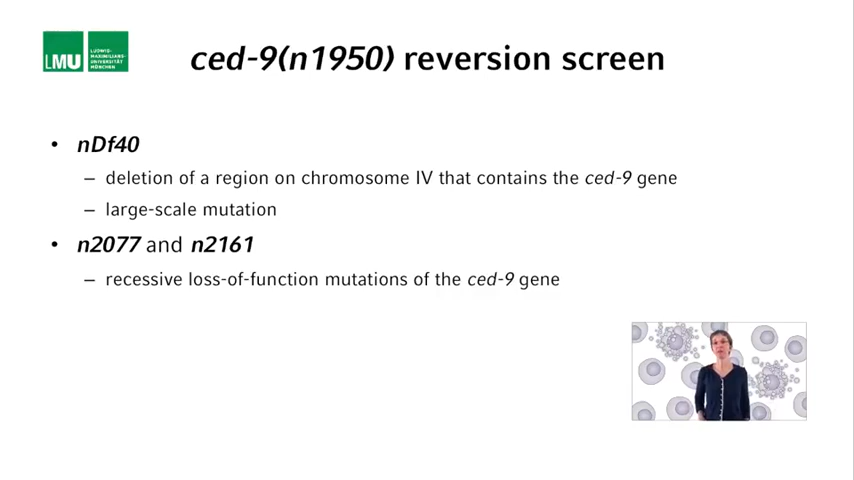 LMU
LUDWIG-
MAXIMILIANS-
UNIVERSITÄT
MÜNCHEN
ced-9(n1950) reversion screen
• nDf40
– deletion of a region on chromosome IV that contains the ced-9 gene
– large-scale mutation
• n2077 and n2161
– recessive loss-of-function mutations of the ced-9 gene